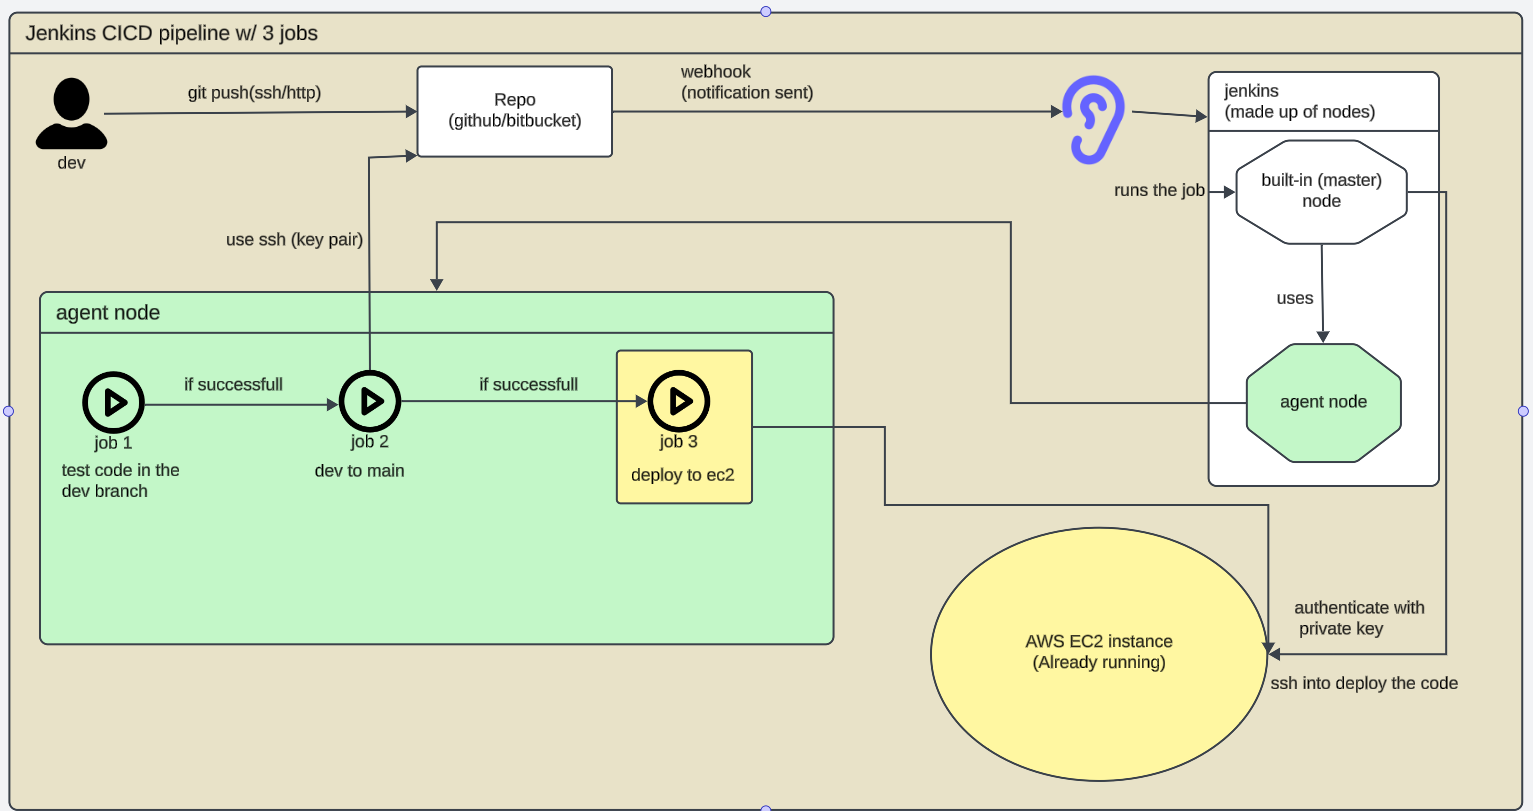 Jenkins CICD pipeline w/ 3 jobs
git push(ssh/http)
dev
Repo
(github/bitbucket)
webhook
(notification sent)
jenkins
(made up of nodes)
runs the job
built-in (master)
node
uses
agent node
use ssh (key pair)
agent node
if successfull
if successfull
job 1
test code in the
dev branch
job 2
dev to main
job 3
deploy to ec2
AWS EC2 instance
(Already running)
authenticate with
private key
ssh into deploy the code